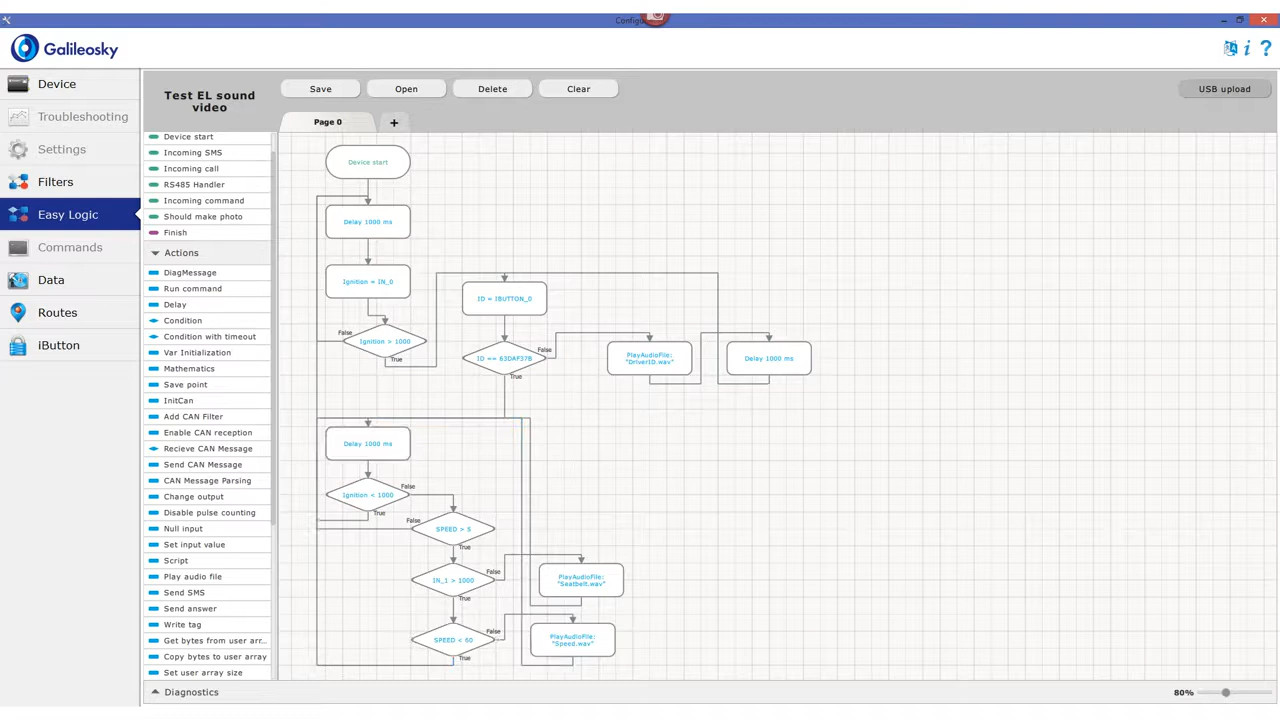 Configu
Galileosky
Device
Troubleshooting
Settings
Filters
Easy Logic
Commands
Data
Routes
iButton
Test EL sound
video
Save
Open
Delete
Clear
USB upload
Page 0
+
Device start
Incoming SMS
Incoming call
RS485 Handler
Incoming command
Should make photo
Finish
Actions
DiagMessage
Run command
Delay
Condition
Condition with timeout
Var Initialization
Mathematics
Save point
InitCan
Add CAN Filter
Enable CAN reception
Recieve CAN Message
Send CAN Message
CAN Message Parsing
Change output
Disable pulse counting
Null input
Set input value
Script
Play audio file
Send SMS
Send answer
Write tag
Get bytes from user arr...
Copy bytes to user array
Set user array size
Device start
Delay 1000 ms
Ignition = IN_0
Ignition > 1000
False
True
ID = IBUTTON_0
ID == 63DAF37B
False
True
PlayAudioFile:
"DriverID.wav"
Delay 1000 ms
Delay 1000 ms
Ignition < 1000
False
True
SPEED > 5
False
True
IN_1 > 1000
False
True
PlayAudioFile:
"Seatbelt.wav"
SPEED < 60
False
True
PlayAudioFile:
"Speed.wav"
Diagnostics
80%